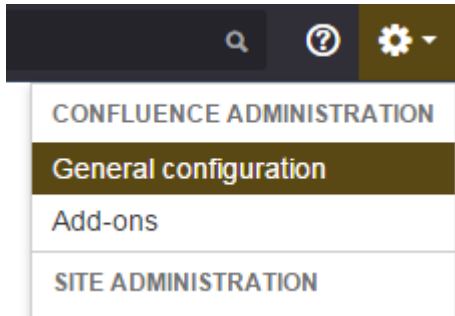 CONFLUENCE ADMINISTRATION
General configuration
Add-ons
SITE ADMINISTRATION